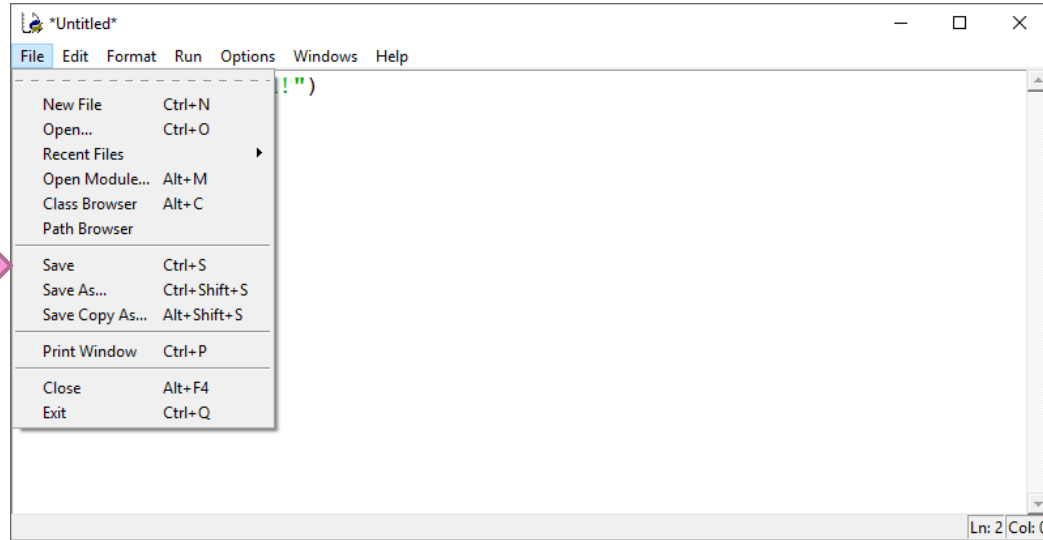 *Untitled*
File Edit Format Run Options Windows Help
!")
New File Ctrl+N
Open... Ctrl+O
Recent Files
Open Module... Alt+M
Class Browser Alt+C
Path Browser
Save Ctrl+S
Save As... Ctrl+Shift+S
Save Copy As... Alt+Shift+S
Print Window Ctrl+P
Close Alt+F4
Exit Ctrl+Q
Ln: 2 Col: